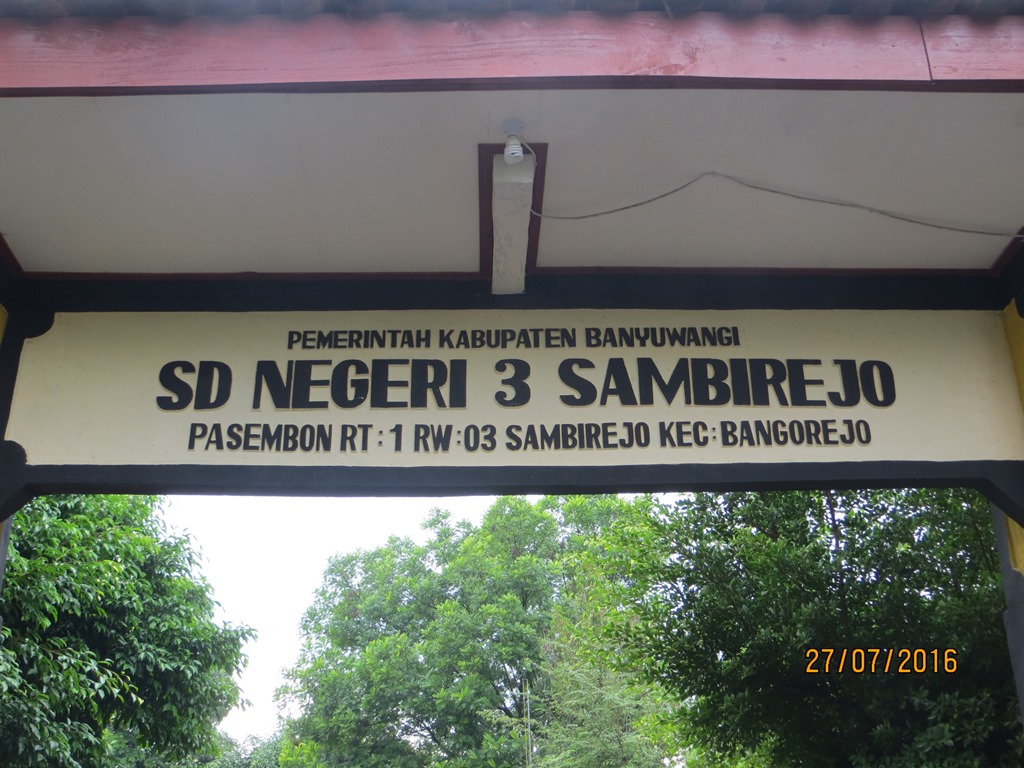 PEMERINTAH KABUPATEN BANYUWANGI
SD NEGERI 3 SAMBIREJO
PASEMBON RT : 1 RW : 03 SAMBIREJO KEC : BANGOREJO
27/07/2016